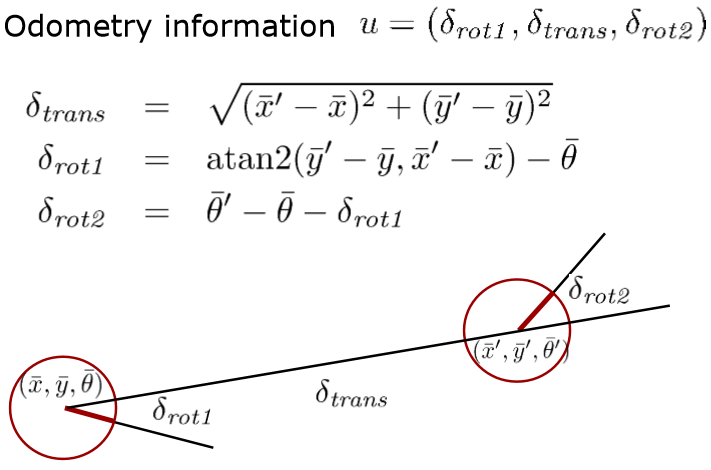 Odometry information u = (δ_rot1, δ_trans, δ_rot2)
δ_trans = √((x̄′ − x̄)² + (ȳ′ − ȳ)²)
δ_rot1 = atan2(ȳ′ − ȳ, x̄′ − x̄) − θ̄
δ_rot2 = θ̄′ − θ̄ − δ_rot1
δ_rot2
(x̄′, ȳ′, θ̄′)
(x̄, ȳ, θ̄)
δ_trans
δ_rot1